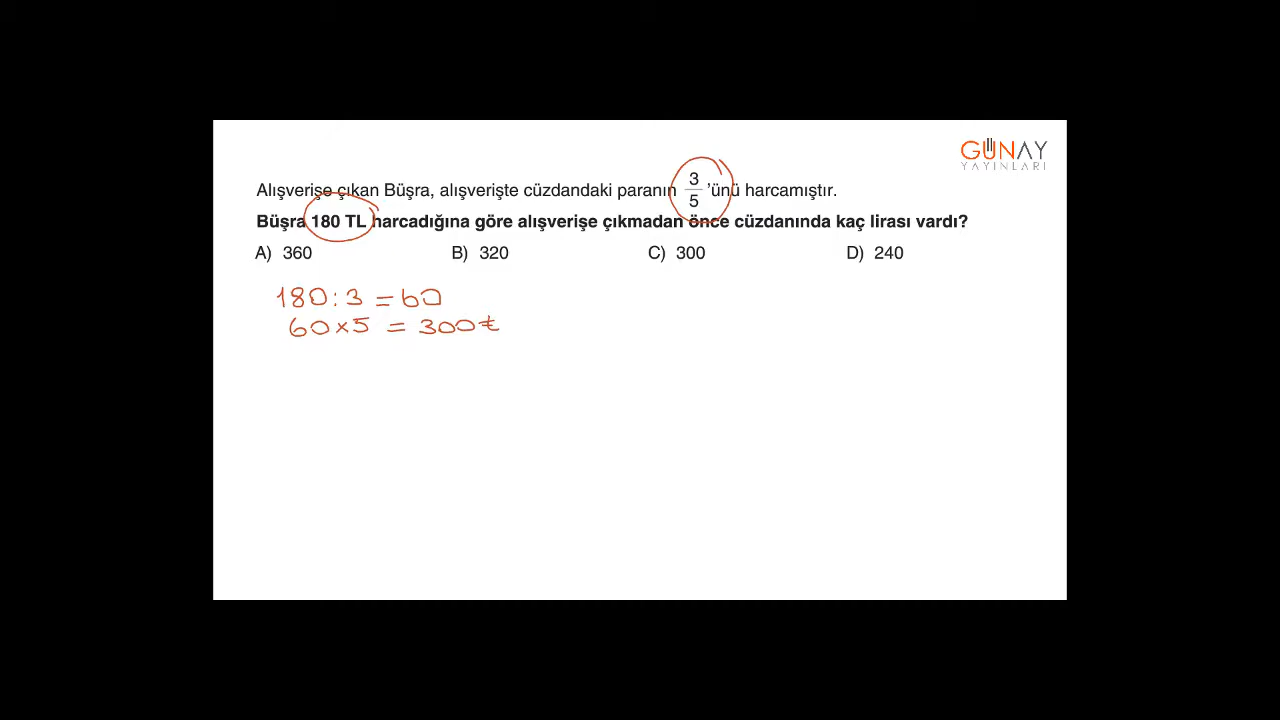 GÜNAY
YAYINLARI
Alışverişe çıkan Büşra, alışverişte cüzdandaki paranın 3/5 'ünü harcamıştır.
Büşra 180 TL harcadığına göre alışverişe çıkmadan önce cüzdanında kaç lirası vardı?
A) 360 B) 320 C) 300 D) 240
180 : 3 = 60
60 x 5 = 300 ₺